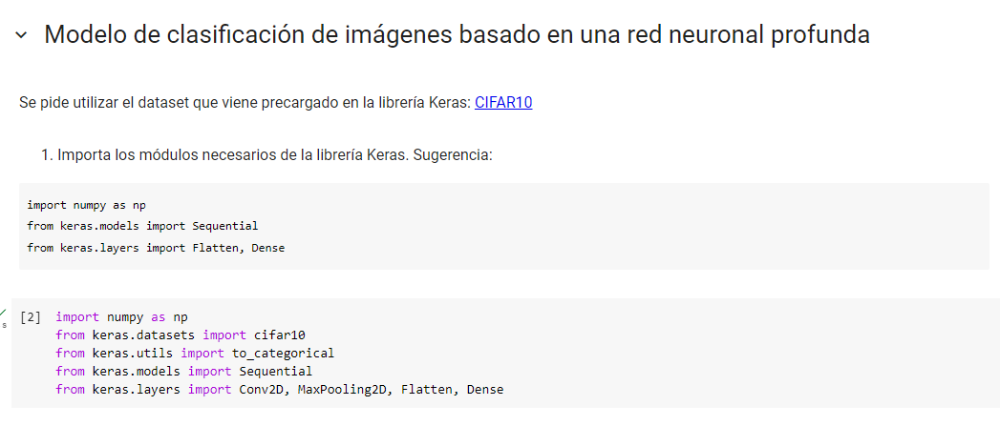 Modelo de clasificación de imágenes basado en una red neuronal profunda
Se pide utilizar el dataset que viene precargado en la librería Keras: CIFAR10
1. Importa los módulos necesarios de la librería Keras. Sugerencia:
import numpy as np
from keras.models import Sequential
from keras.layers import Flatten, Dense
[2] import numpy as np
s
from keras.datasets import cifar10
from keras.utils import to_categorical
from keras.models import Sequential
from keras.layers import Conv2D, MaxPooling2D, Flatten, Dense